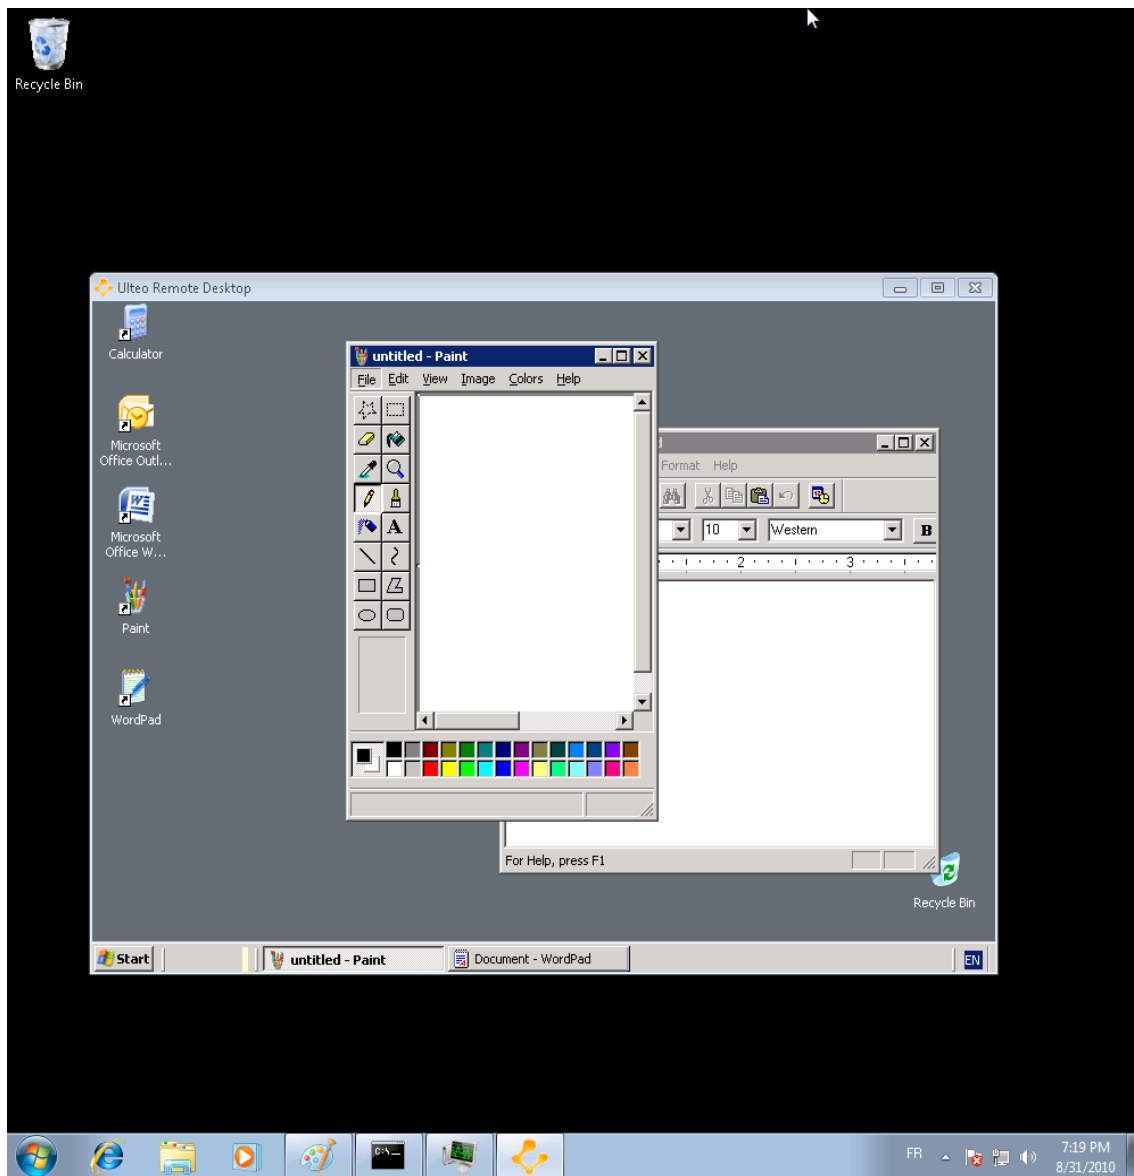 Recycle Bin
Ulteo Remote Desktop
Calculator
Microsoft
Office Outl...
Microsoft
Office W...
Paint
WordPad
untitled - Paint
File Edit View Image Colors Help
A
Format Help
10 Western B
2 3
For Help, press F1
Recycle Bin
Start untitled - Paint Document - WordPad EN
FR 7:19 PM
8/31/2010